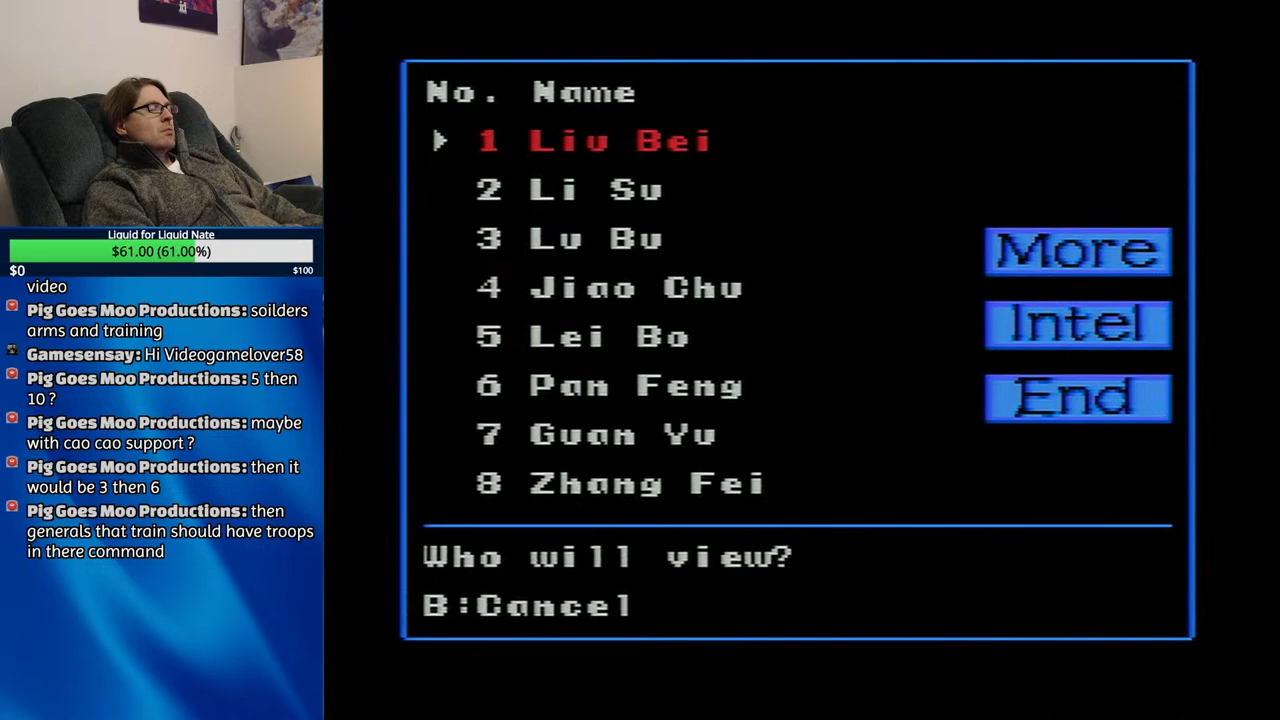 Liquid for Liquid Nate
$61.00 (61.00%)
$0
$100
video
Pig Goes Moo Productions: soilders
arms and training
Gamesensay: Hi Videogamelover58
Pig Goes Moo Productions: 5 then
10 ?
Pig Goes Moo Productions: maybe
with cao cao support ?
Pig Goes Moo Productions: then it
would be 3 then 6
Pig Goes Moo Productions: then
generals that train should have troops
in there command
No. Name
1 Liu Bei
2 Li Su
3 Lu Bu
4 Jiao Chu
5 Lei Bo
6 Pan Feng
7 Guan Yu
8 Zhang Fei
More
Intel
End
Who will view?
B:Cancel